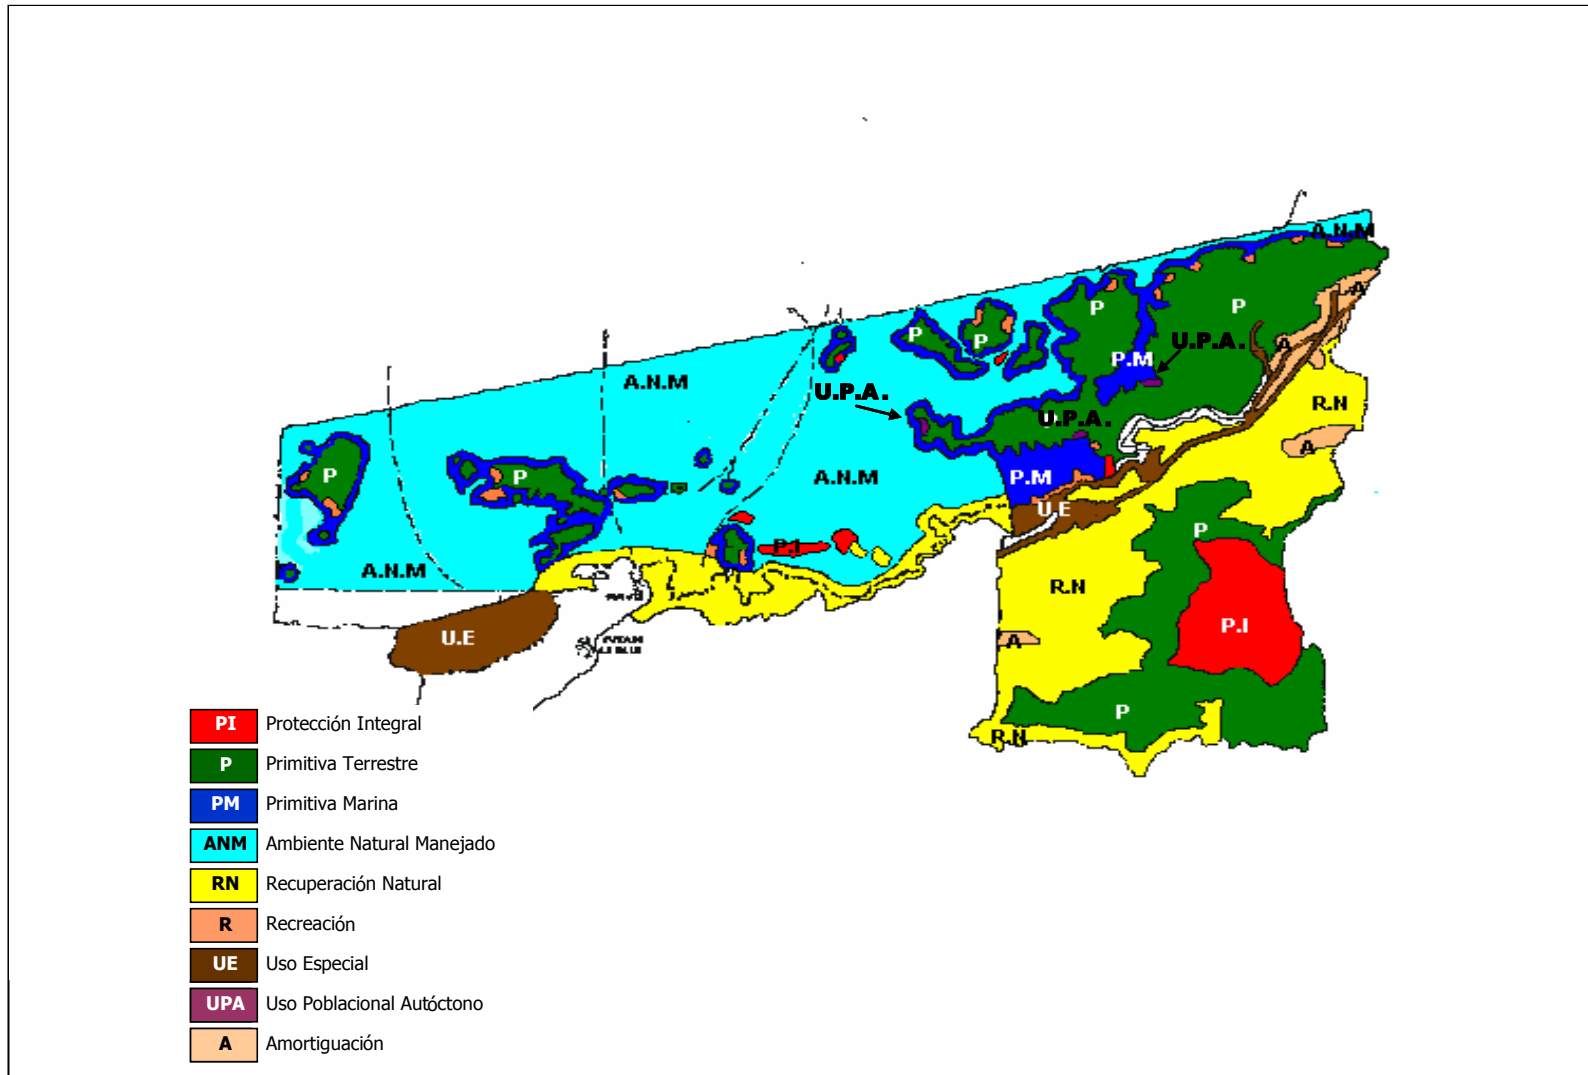 A.N.M
A
P
P
U.P.A.
P
P
P.M
A
A.N.M
U.P.A.
R.N
U.P.A.
A
P
P
A.N.M
P.M
U.E
P
P.I
A.N.M
R.N
P.I
U.E
A
P
R.N
PI Protección Integral
P Primitiva Terrestre
PM Primitiva Marina
ANM Ambiente Natural Manejado
RN Recuperación Natural
R Recreación
UE Uso Especial
UPA Uso Poblacional Autóctono
A Amortiguación